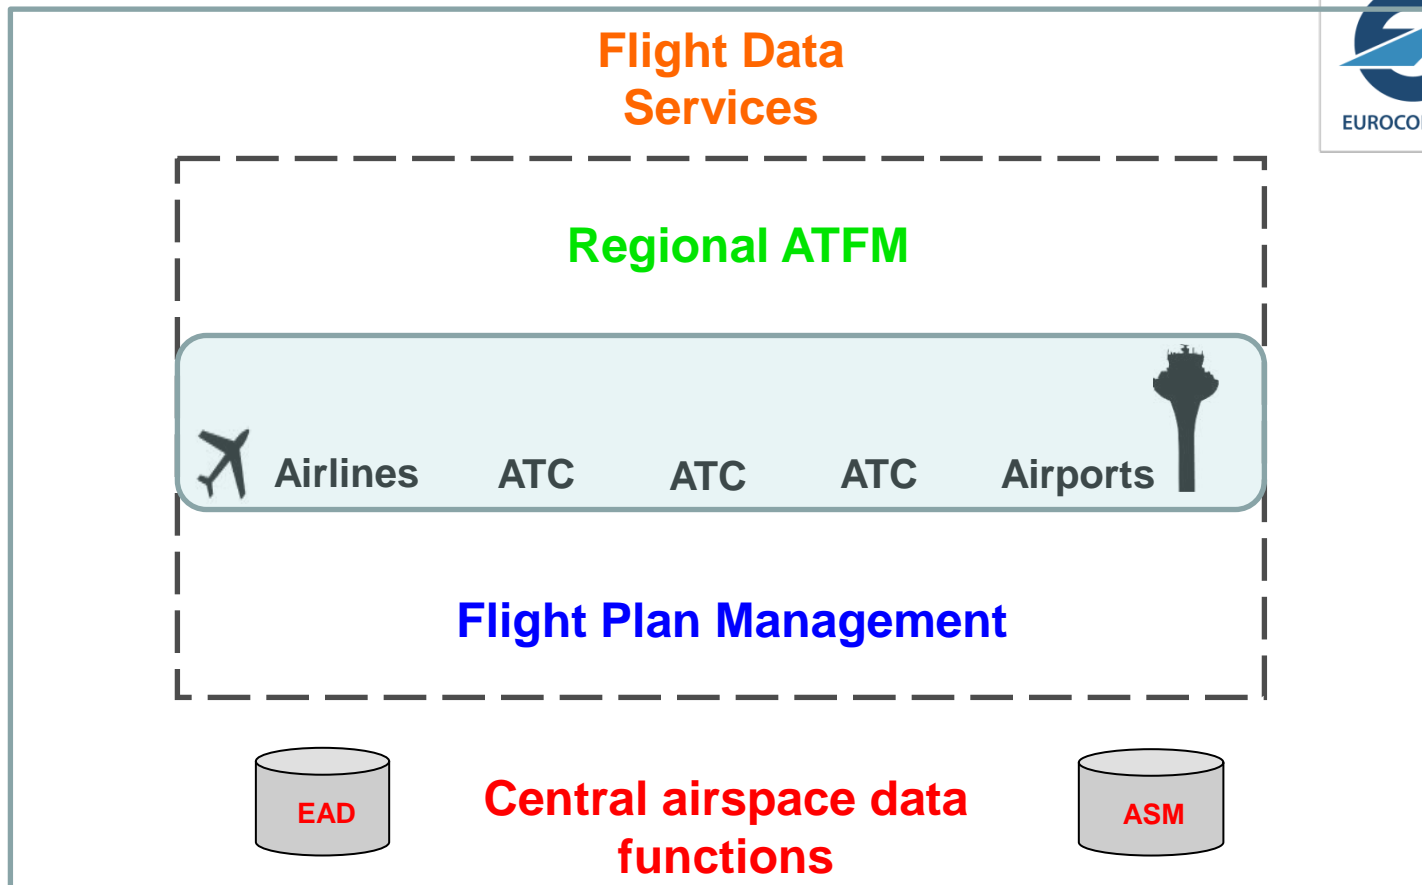 Flight Data
Services
EUROCO
Regional ATFM
Airlines ATC ATC ATC Airports
Flight Plan Management
EAD
Central airspace data
functions
ASM